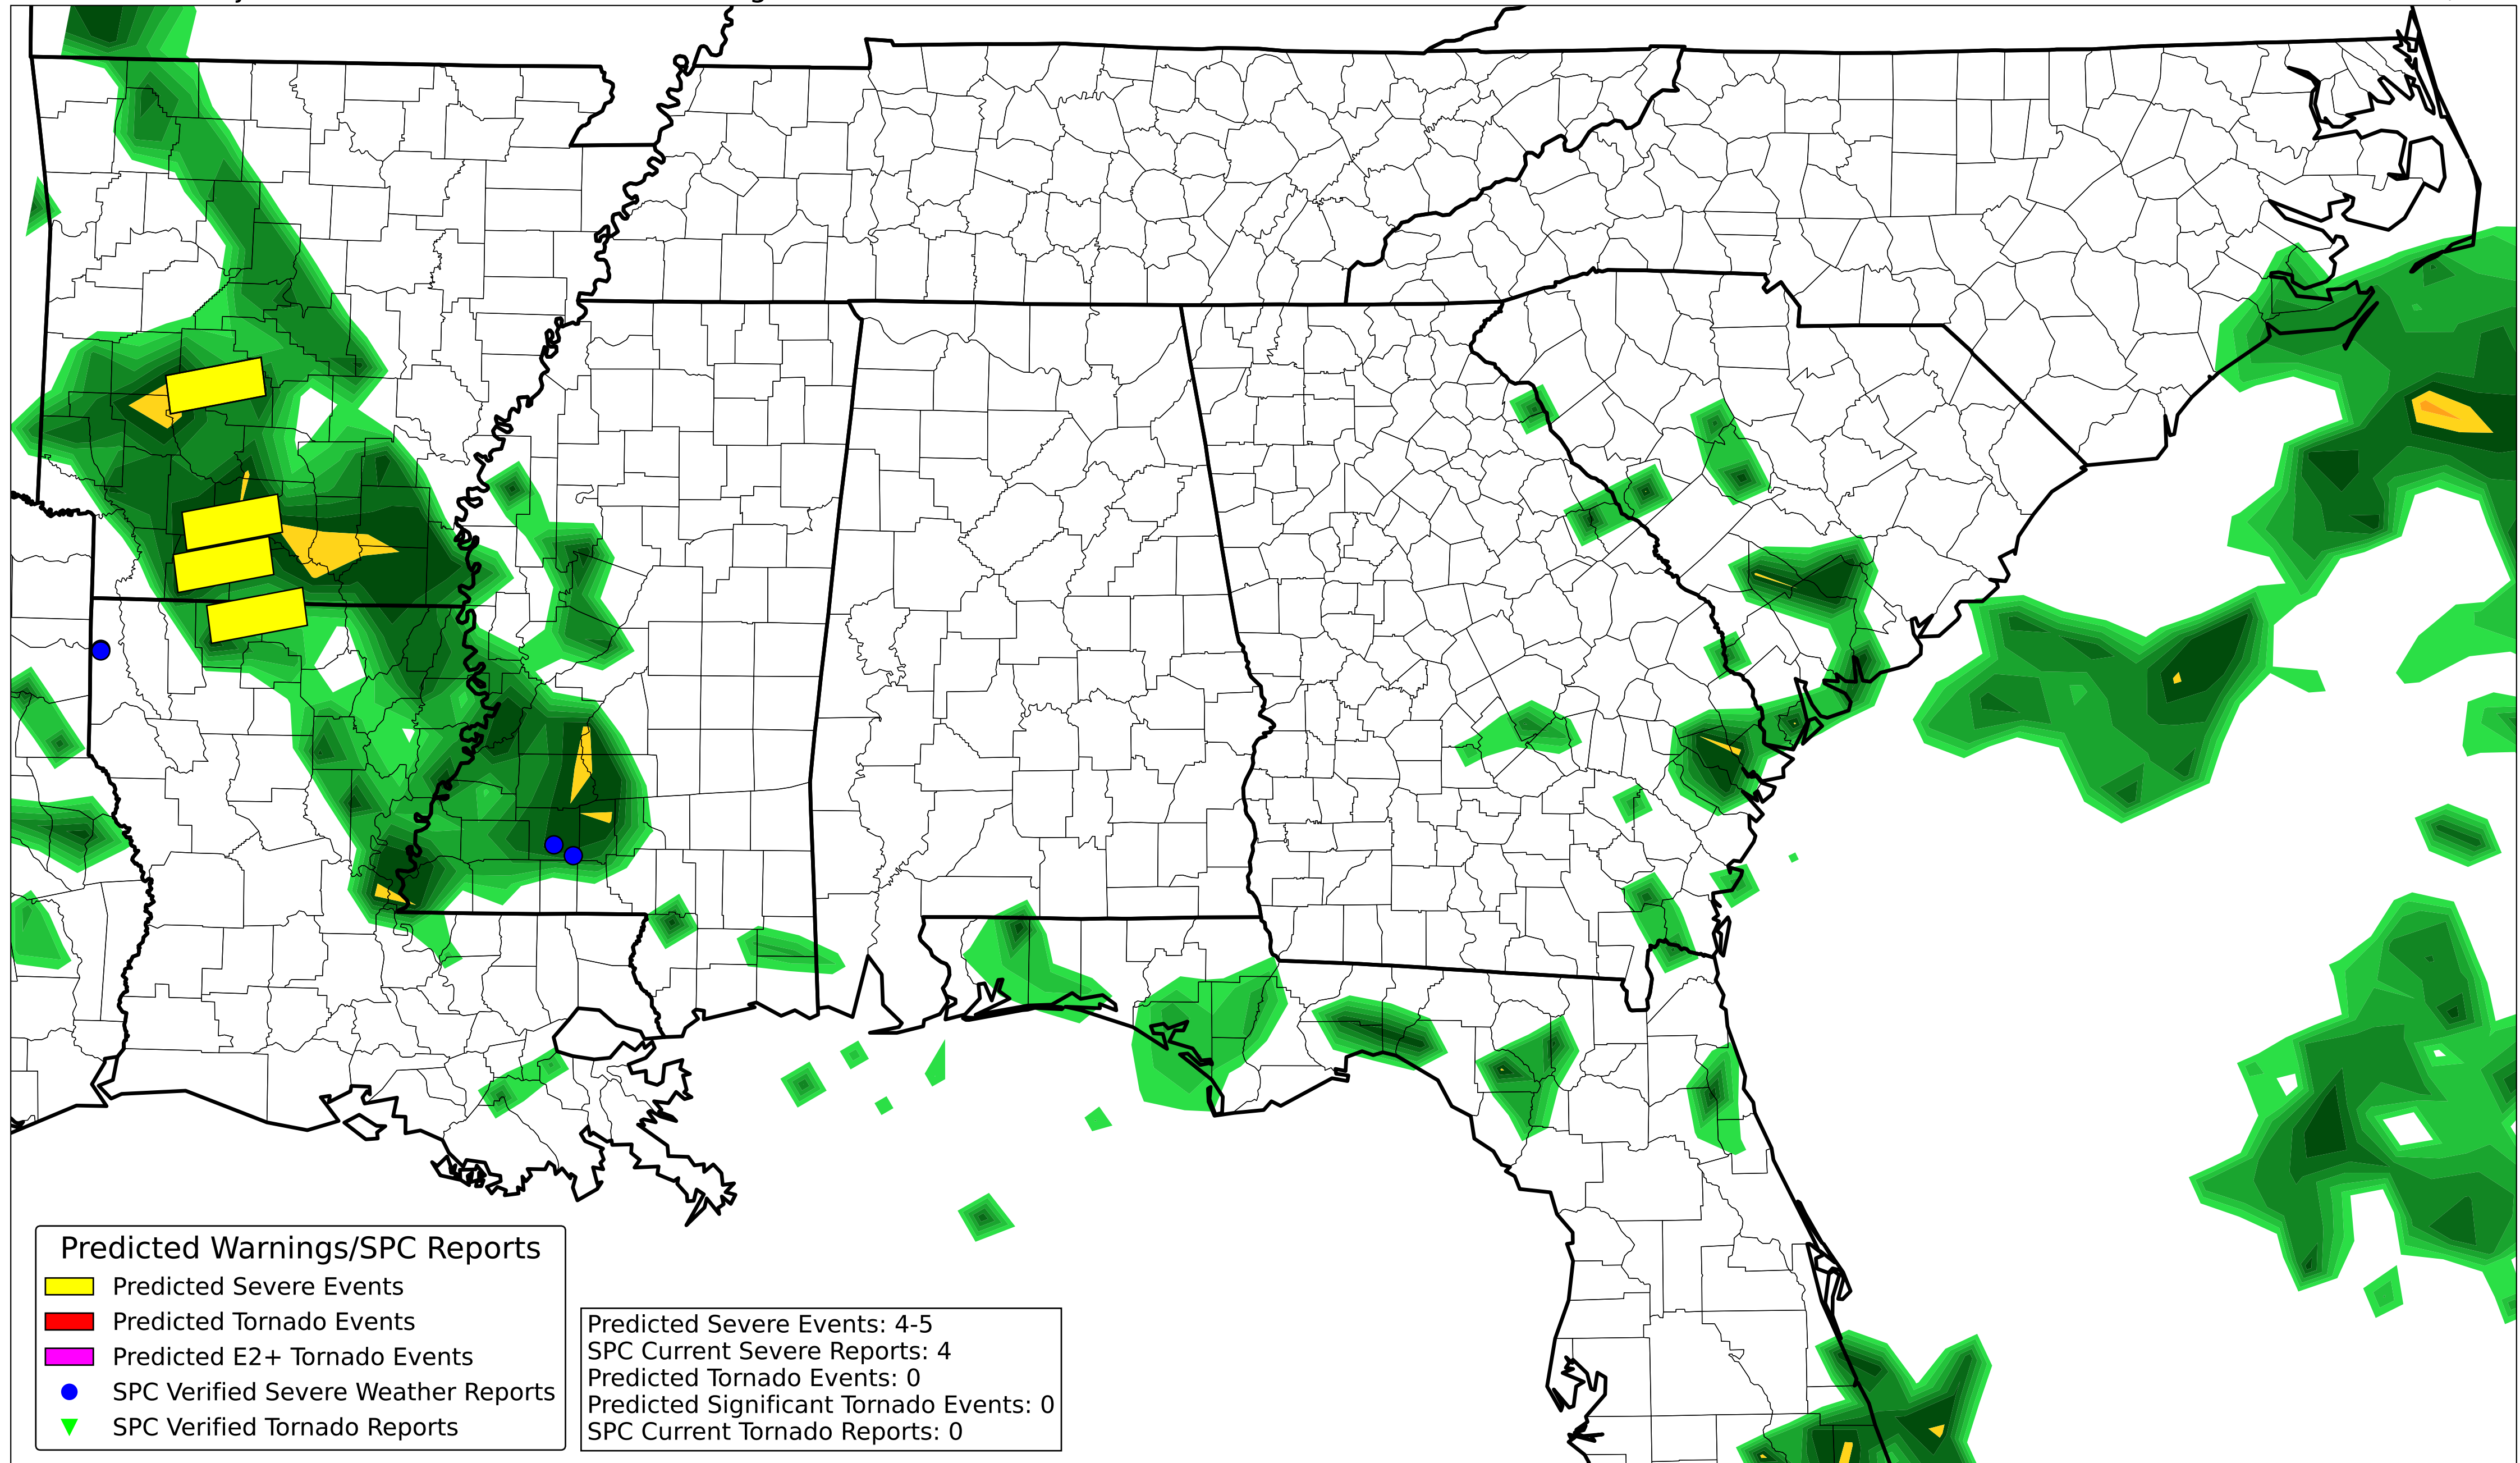 Predicted Warnings/SPC Reports
Predicted Severe Events
Predicted Tornado Events
Predicted E2+ Tornado Events
SPC Verified Severe Weather Reports
SPC Verified Tornado Reports
Predicted Severe Events: 4-5
SPC Current Severe Reports: 4
Predicted Tornado Events: 0
Predicted Significant Tornado Events: 0
SPC Current Tornado Reports: 0